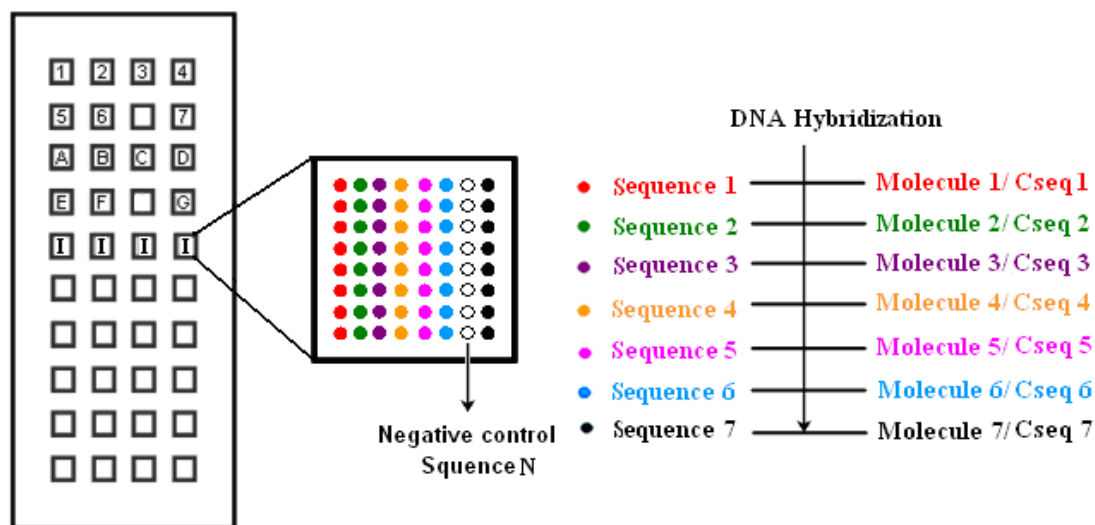 1 2 3 4
5 6 7
A B C D
E F G
I I I I
Negative control
Squence N
DNA Hybridization
Sequence 1 Molecule 1/ Cseq 1
Sequence 2 Molecule 2/ Cseq 2
Sequence 3 Molecule 3/ Cseq 3
Sequence 4 Molecule 4/ Cseq 4
Sequence 5 Molecule 5/ Cseq 5
Sequence 6 Molecule 6/ Cseq 6
Sequence 7 Molecule 7/ Cseq 7